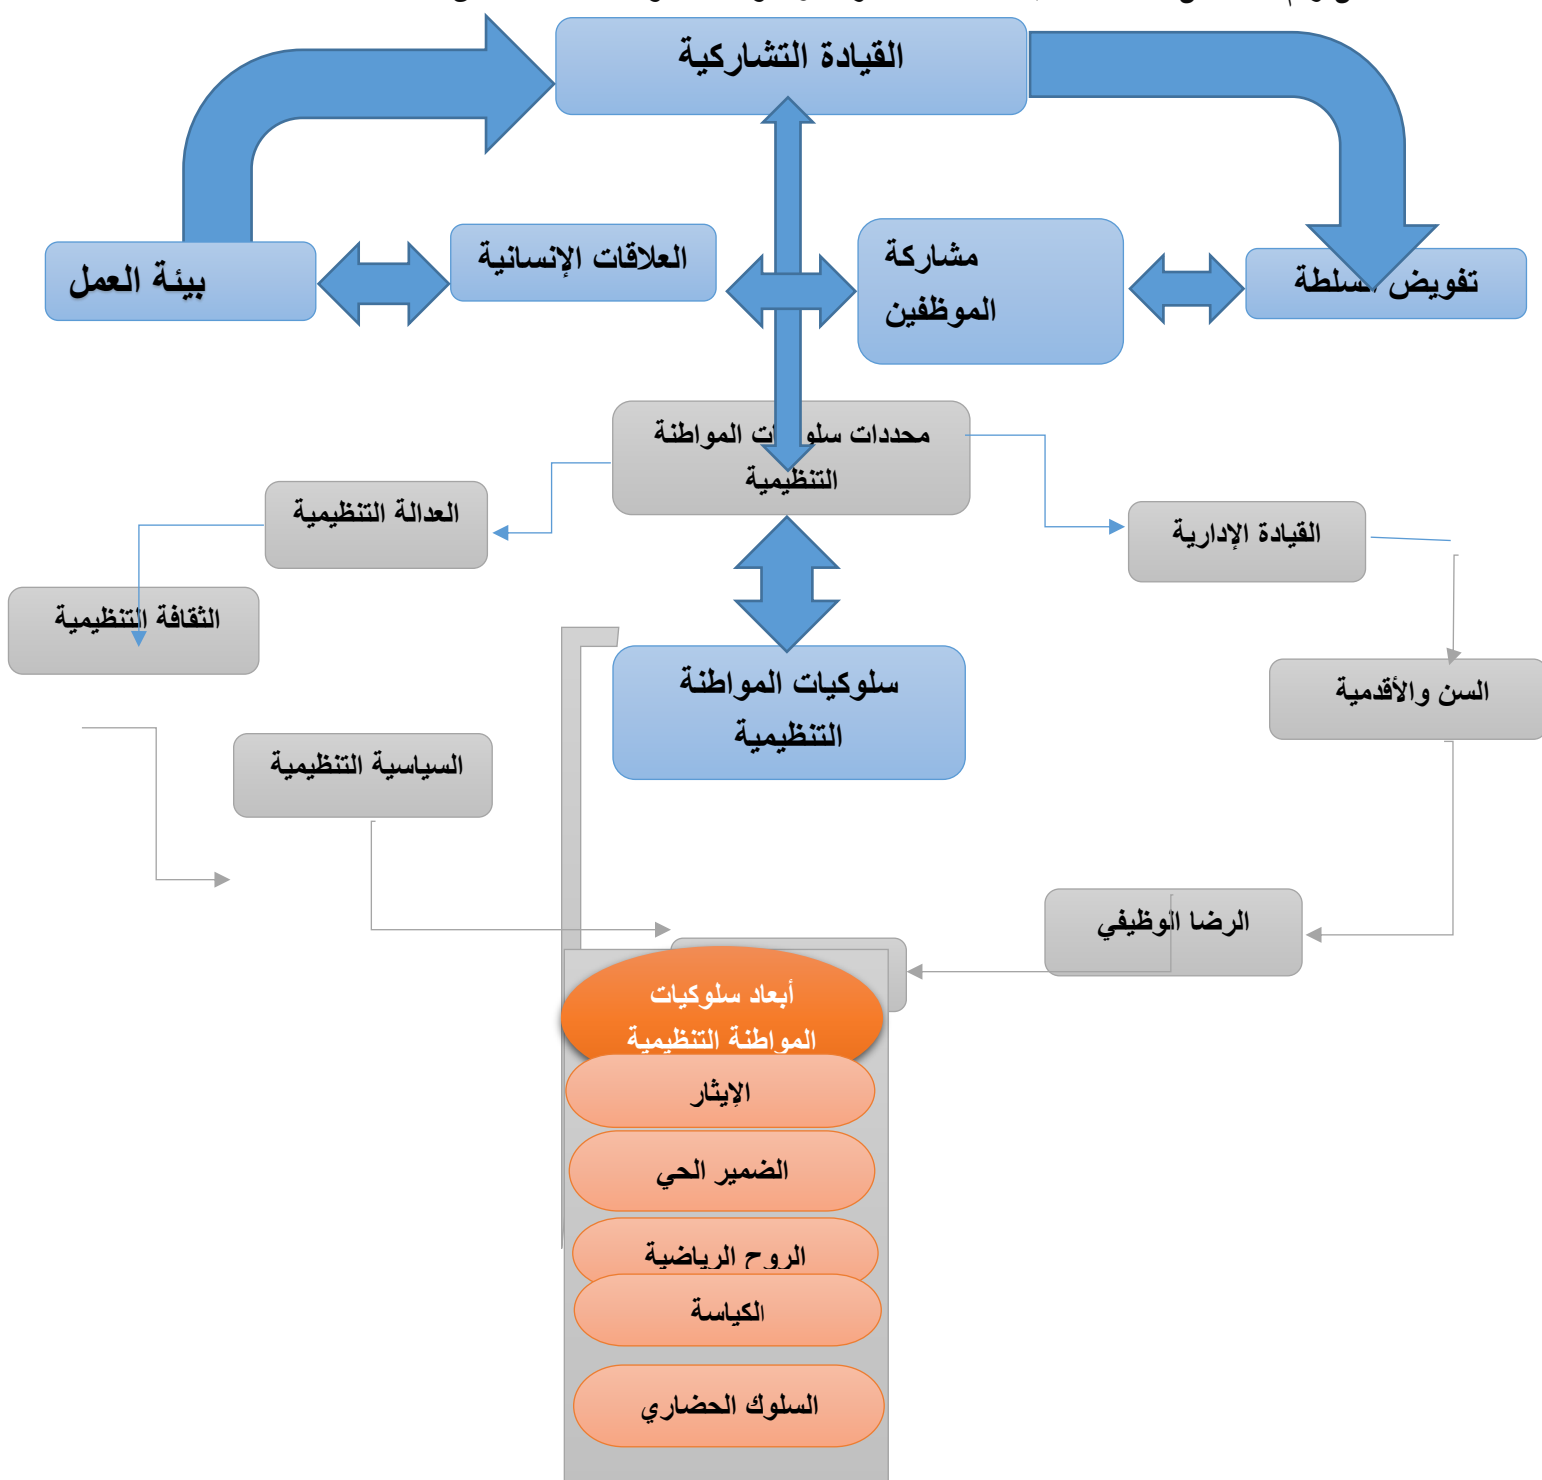 القيادة التشاركية
تفويض السلطة
مشاركة
الموظفين
العلاقات الإنسانية
بيئة العمل
محددات سلوكيات المواطنة
التنظيمية
القيادة الإدارية
العدالة التنظيمية
الثقافة التنظيمية
السن والأقدمية
سلوكيات المواطنة
التنظيمية
السياسية التنظيمية
الرضا الوظيفي
أبعاد سلوكيات
المواطنة التنظيمية
الإيثار
الضمير الحي
الروح الرياضية
الكياسة
السلوك الحضاري